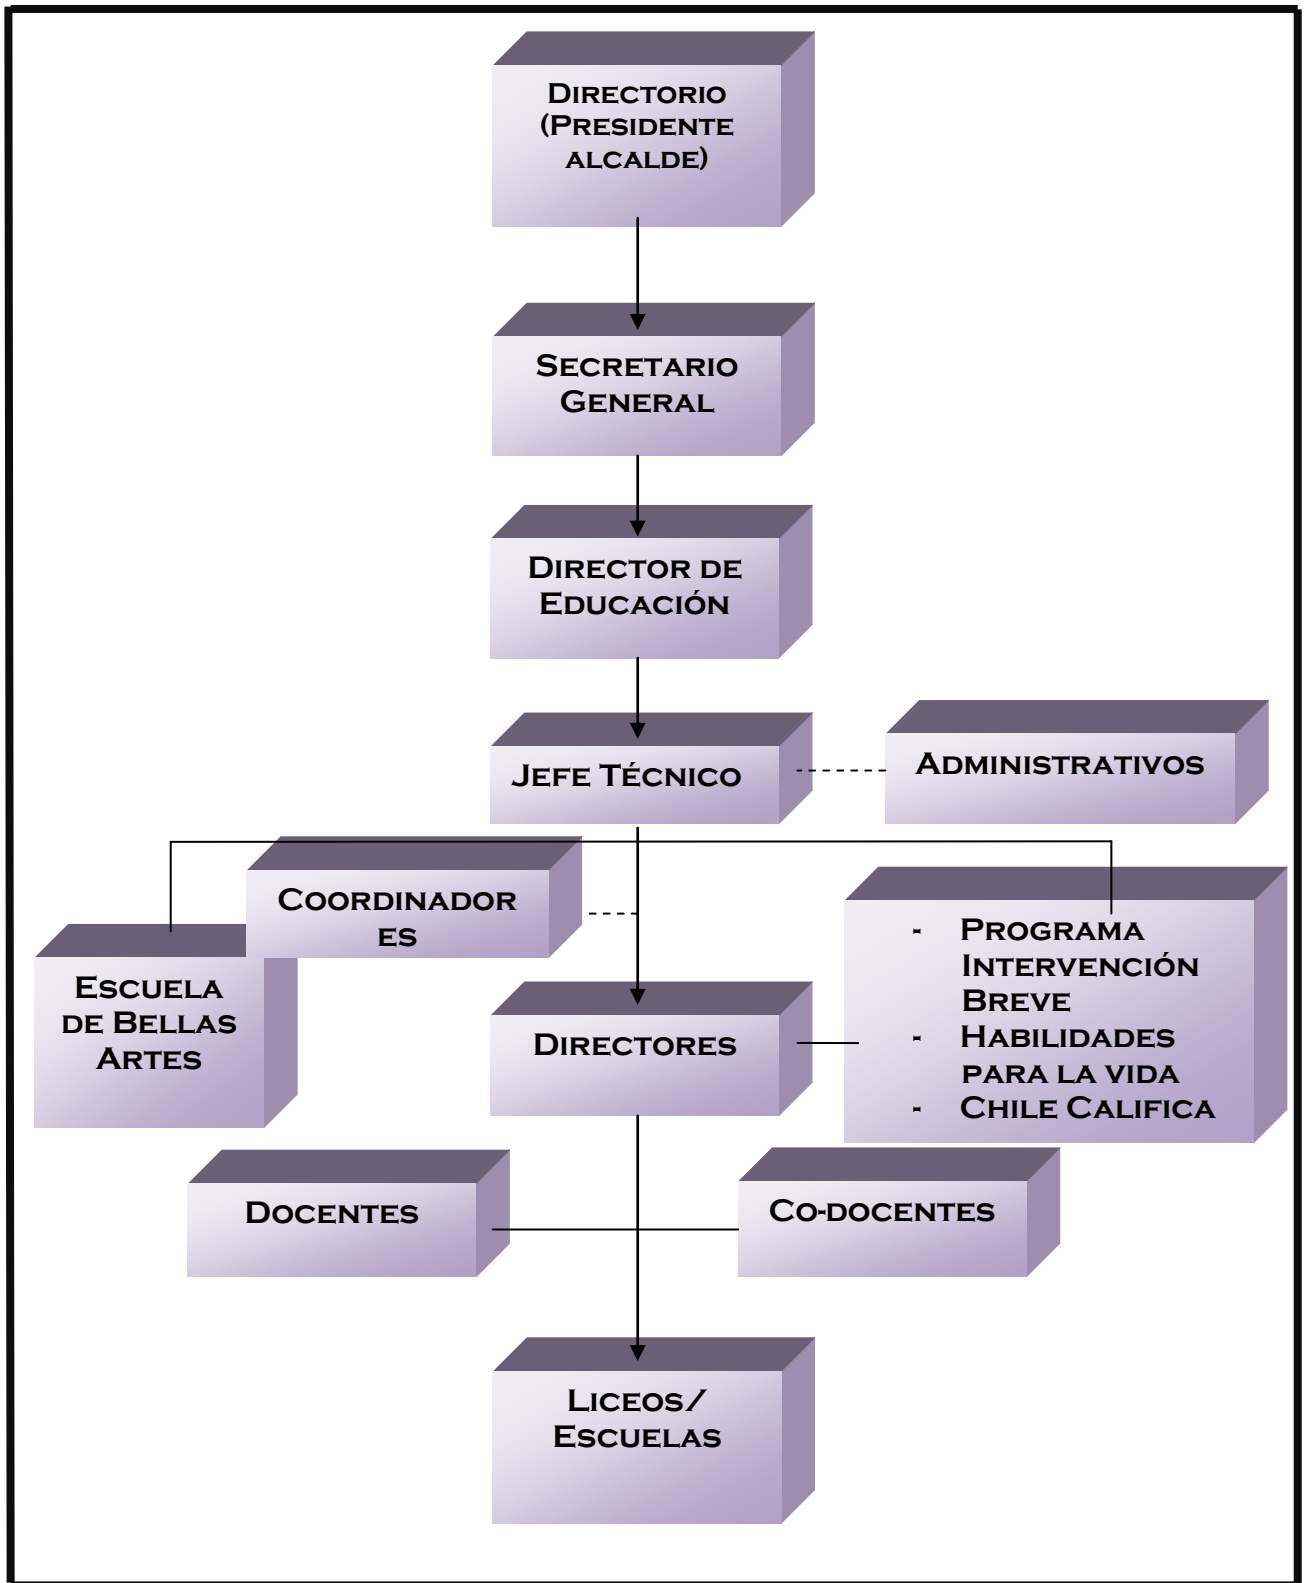 Directorio
(Presidente
alcalde)
Secretario
General
Director de
Educación
Jefe Técnico
Administrativos
Coordinador
es
Escuela
de Bellas
Artes
- Programa
Intervención
Breve
- Habilidades
para la vida
- Chile Califica
Directores
Docentes
Co-docentes
Liceos/
Escuelas